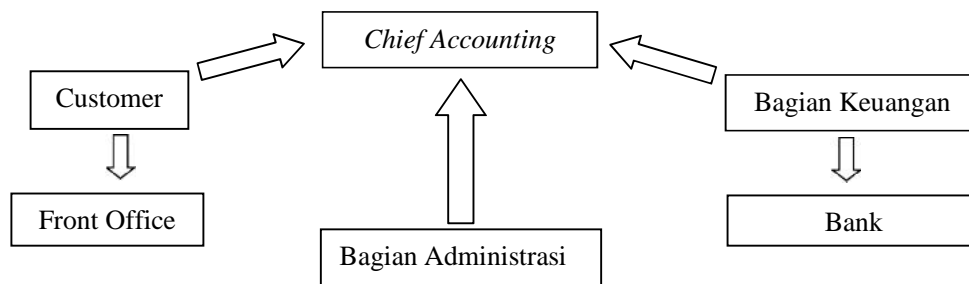 Chief Accounting
Customer
Bagian Keuangan
Front Office
Bank
Bagian Administrasi